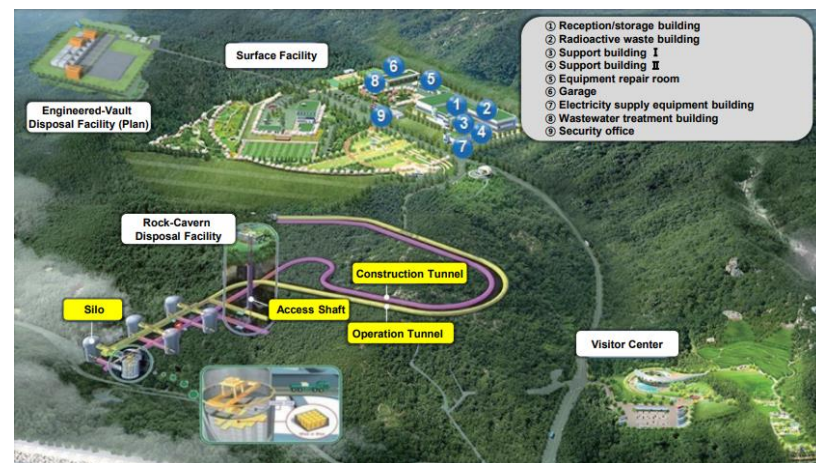 ① Reception/storage building
② Radioactive waste building
③ Support building Ⅰ
④ Support building Ⅱ
⑤ Equipment repair room
⑥ Garage
⑦ Electricity supply equipment building
⑧ Wastewater treatment building
⑨ Security office
Surface Facility
Engineered-Vault
Disposal Facility (Plan)
6
8
5
1
2
9
3
4
7
Rock-Cavern
Disposal Facility
Construction Tunnel
Silo
Access Shaft
Operation Tunnel
Visitor Center